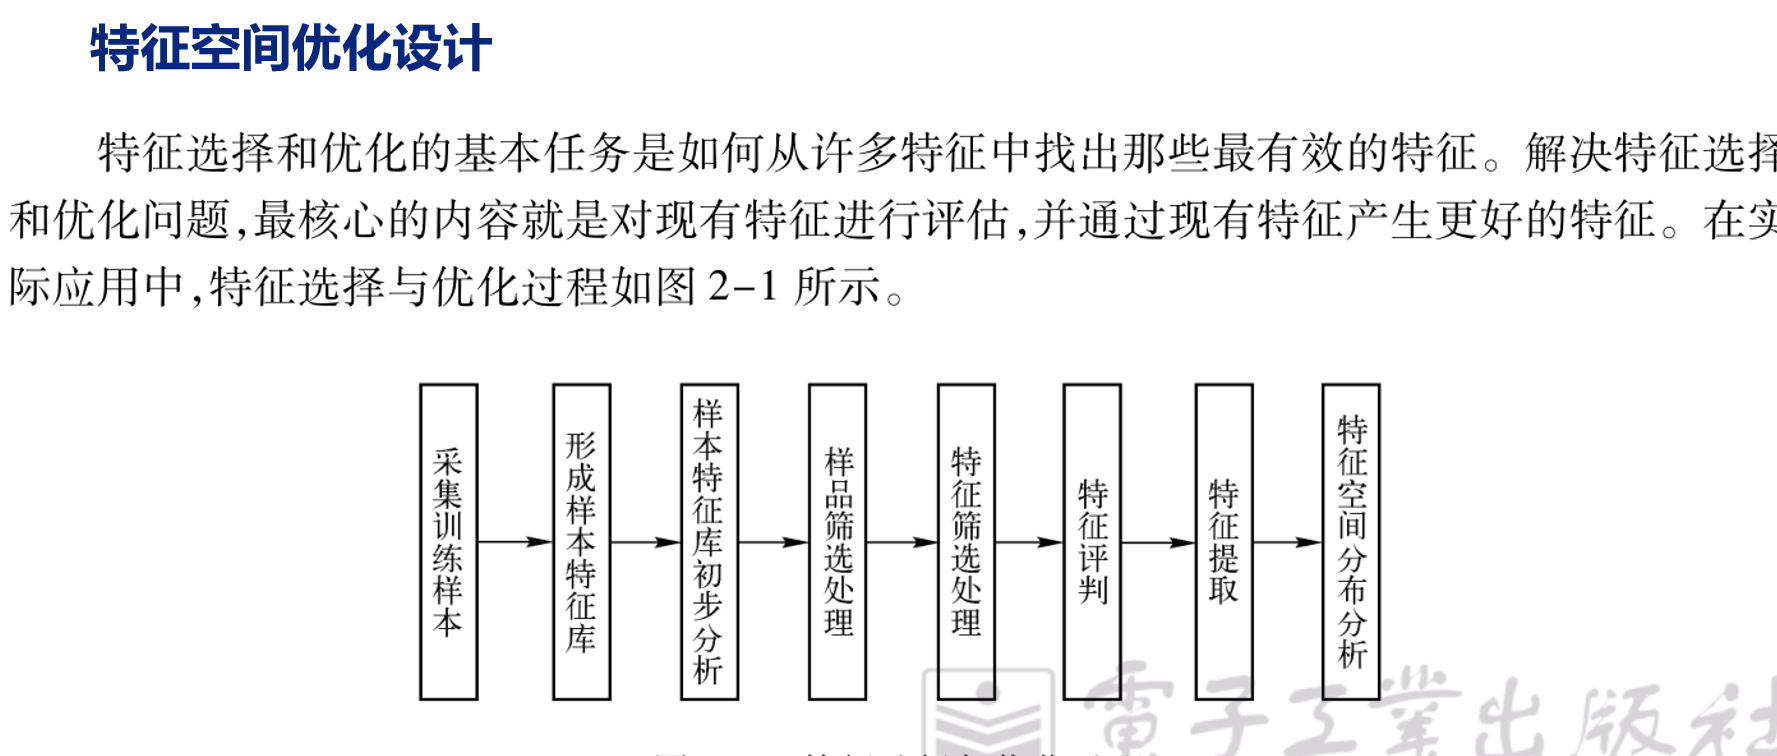 特征空间优化设计
特征选择和优化的基本任务是如何从许多特征中找出那些最有效的特征。解决特征选择
和优化问题,最核心的内容就是对现有特征进行评估,并通过现有特征产生更好的特征。在实
际应用中,特征选择与优化过程如图 2-1 所示。
采集训练样本
形成样本特征库
样本特征库初步分析
样品筛选处理
特征筛选处理
特征评判
特征提取
特征空间分布分析
電子工業出版社